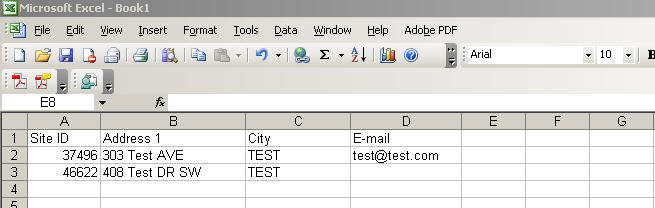 Microsoft Excel - Book1
File Edit View Insert Format Tools Data Window Help Adobe PDF
Σ A Z Arial 10 B
E8 fx
A B C D E F G
1 Site ID Address 1 City E-mail
2 37496 303 Test AVE TEST test@test.com
3 46622 408 Test DR SW TEST
4
5